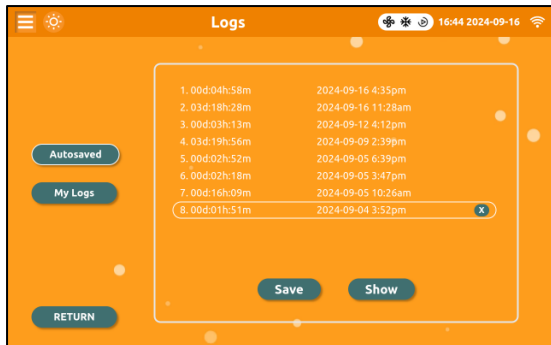 Logs
16:44 2024-09-16
1. 00d:04h:58m 2024-09-16 4:35pm
2. 03d:18h:28m 2024-09-16 11:28am
3. 00d:03h:13m 2024-09-12 4:12pm
4. 03d:19h:56m 2024-09-09 2:39pm
5. 00d:02h:52m 2024-09-05 6:39pm
6. 00d:02h:18m 2024-09-05 3:47pm
7. 00d:16h:09m 2024-09-05 10:26am
8. 00d:01h:51m 2024-09-04 3:52pm X
Autosaved
My Logs
Save Show
RETURN